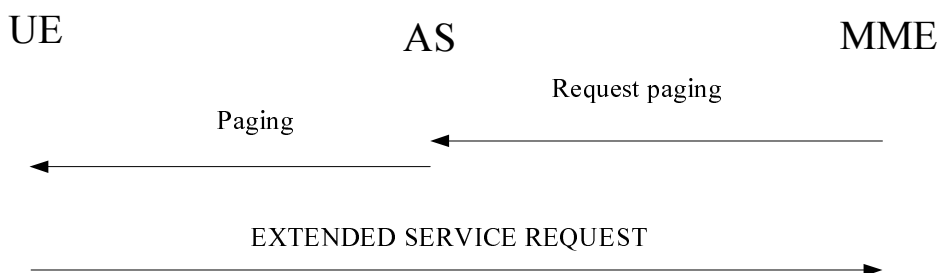 UE
AS
MME
Request paging
Paging
EXTENDED SERVICE REQUEST